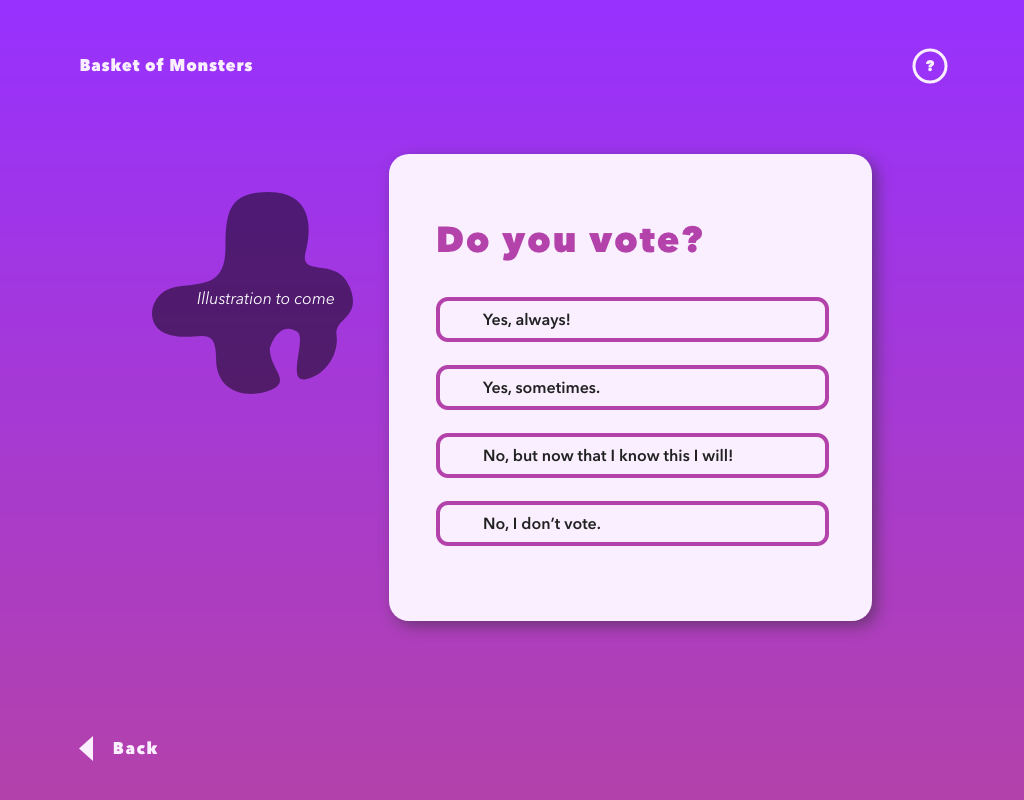 Basket of Monsters
?
Illustration to come
Do you vote?
Yes, always!
Yes, sometimes.
No, but now that I know this I will!
No, I don’t vote.
Back